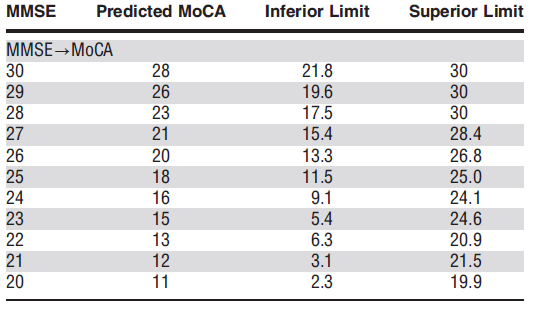 MMSE Predicted MoCA Inferior Limit Superior Limit
MMSE→MoCA
30 28 21.8 30
29 26 19.6 30
28 23 17.5 30
27 21 15.4 28.4
26 20 13.3 26.8
25 18 11.5 25.0
24 16 9.1 24.1
23 15 5.4 24.6
22 13 6.3 20.9
21 12 3.1 21.5
20 11 2.3 19.9